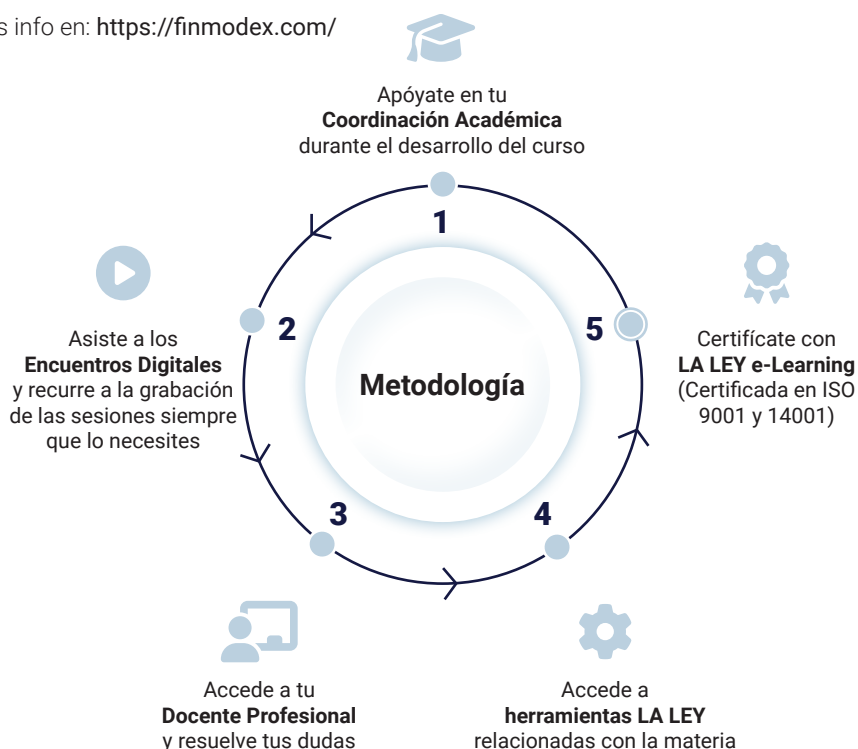 s info en: https://finmodex.com/
Apóyate en tu
Coordinación Académica
durante el desarrollo del curso
1
2
Asiste a los
Encuentros Digitales
y recurre a la grabación
de las sesiones siempre
que lo necesites
Metodología
5
Certifícate con
LA LEY e-Learning
(Certificada en ISO
9001 y 14001)
3
4
Accede a tu
Docente Profesional
y resuelve tus dudas
Accede a
herramientas LA LEY
relacionadas con la materia